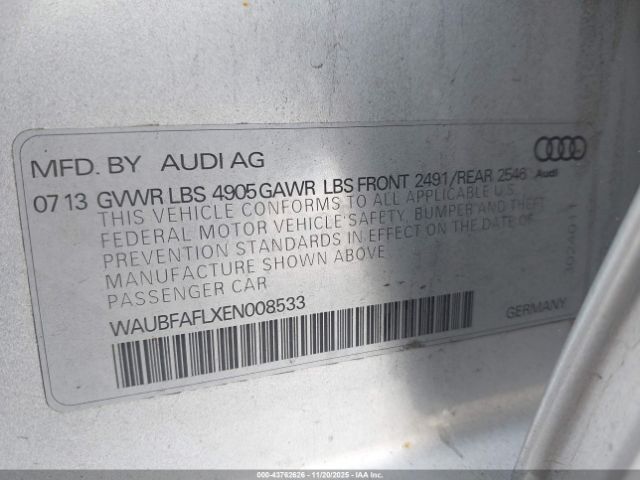 MFD. BY AUDI AG
07 13 GVWR LBS 4905 GAWR LBS FRONT 2491/REAR 2546
Audi
THIS VEHICLE CONFORMS TO ALL APPLICABLE U.S.
FEDERAL MOTOR VEHICLE SAFETY, BUMPER AND THEFT
PREVENTION STANDARDS IN EFFECT ON THE DATE OF
MANUFACTURE SHOWN ABOVE
PASSENGER CAR
3024011
WAUBFAFLXEN008533
GERMANY
000-43762626 - 11/20/2025 - IAA Corp.